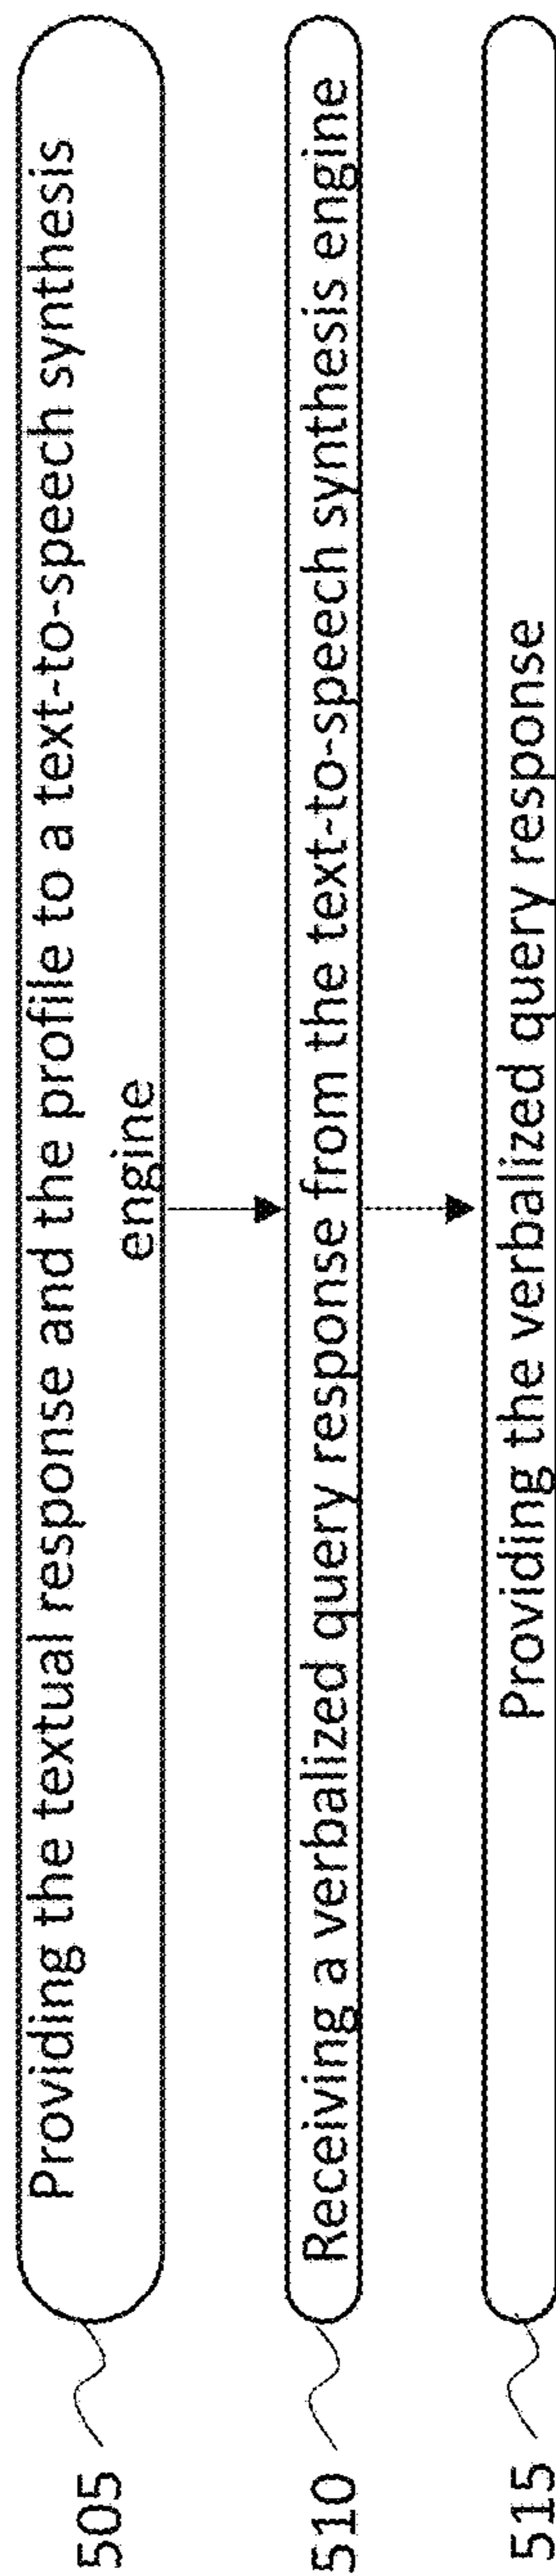 505
Providing the textual response and the profile to a text-to-speech synthesis
engine
510
Receiving a verbalized query response from the text-to-speech synthesis engine
515
Providing the verbalized query response